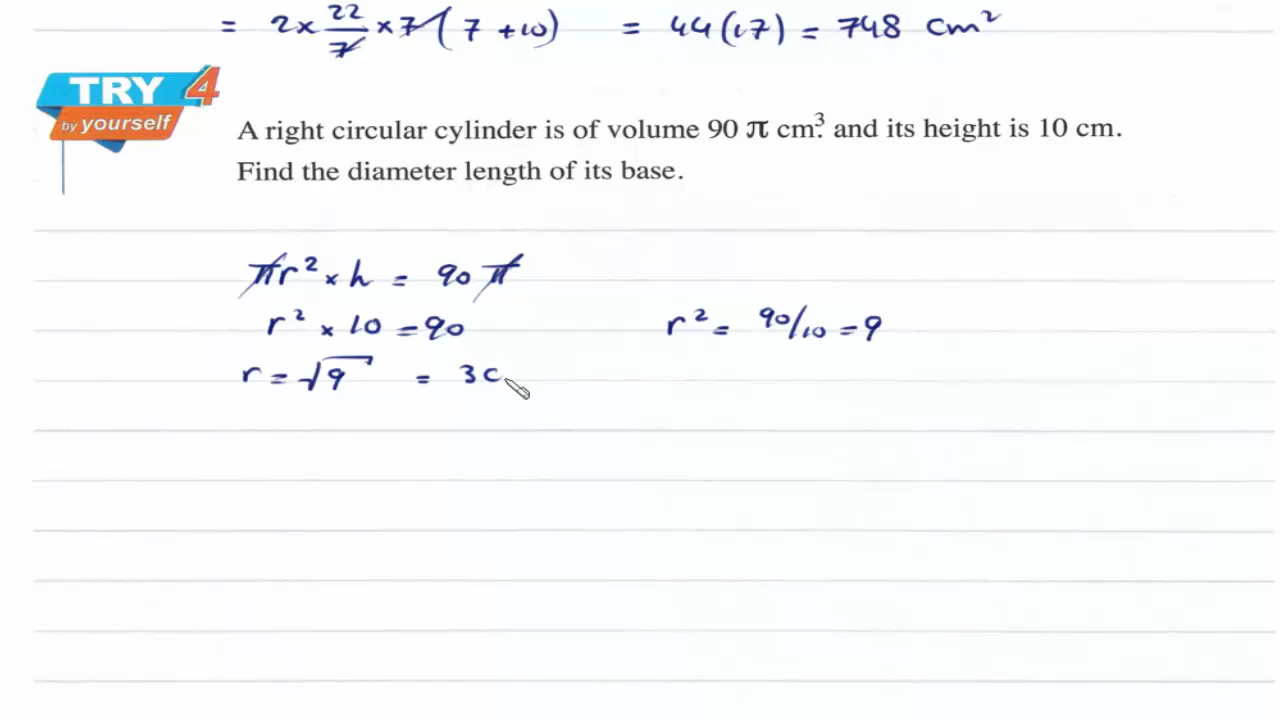 = 2 × 22/7 × 7 ( 7 + 10 ) = 44 (17) = 748 cm²
TRY 4
by yourself
A right circular cylinder is of volume 90 π cm³. and its height is 10 cm.
Find the diameter length of its base.
πr² × h = 90 π
r² × 10 = 90 r² = 90/10 = 9
r = √9 = 3c